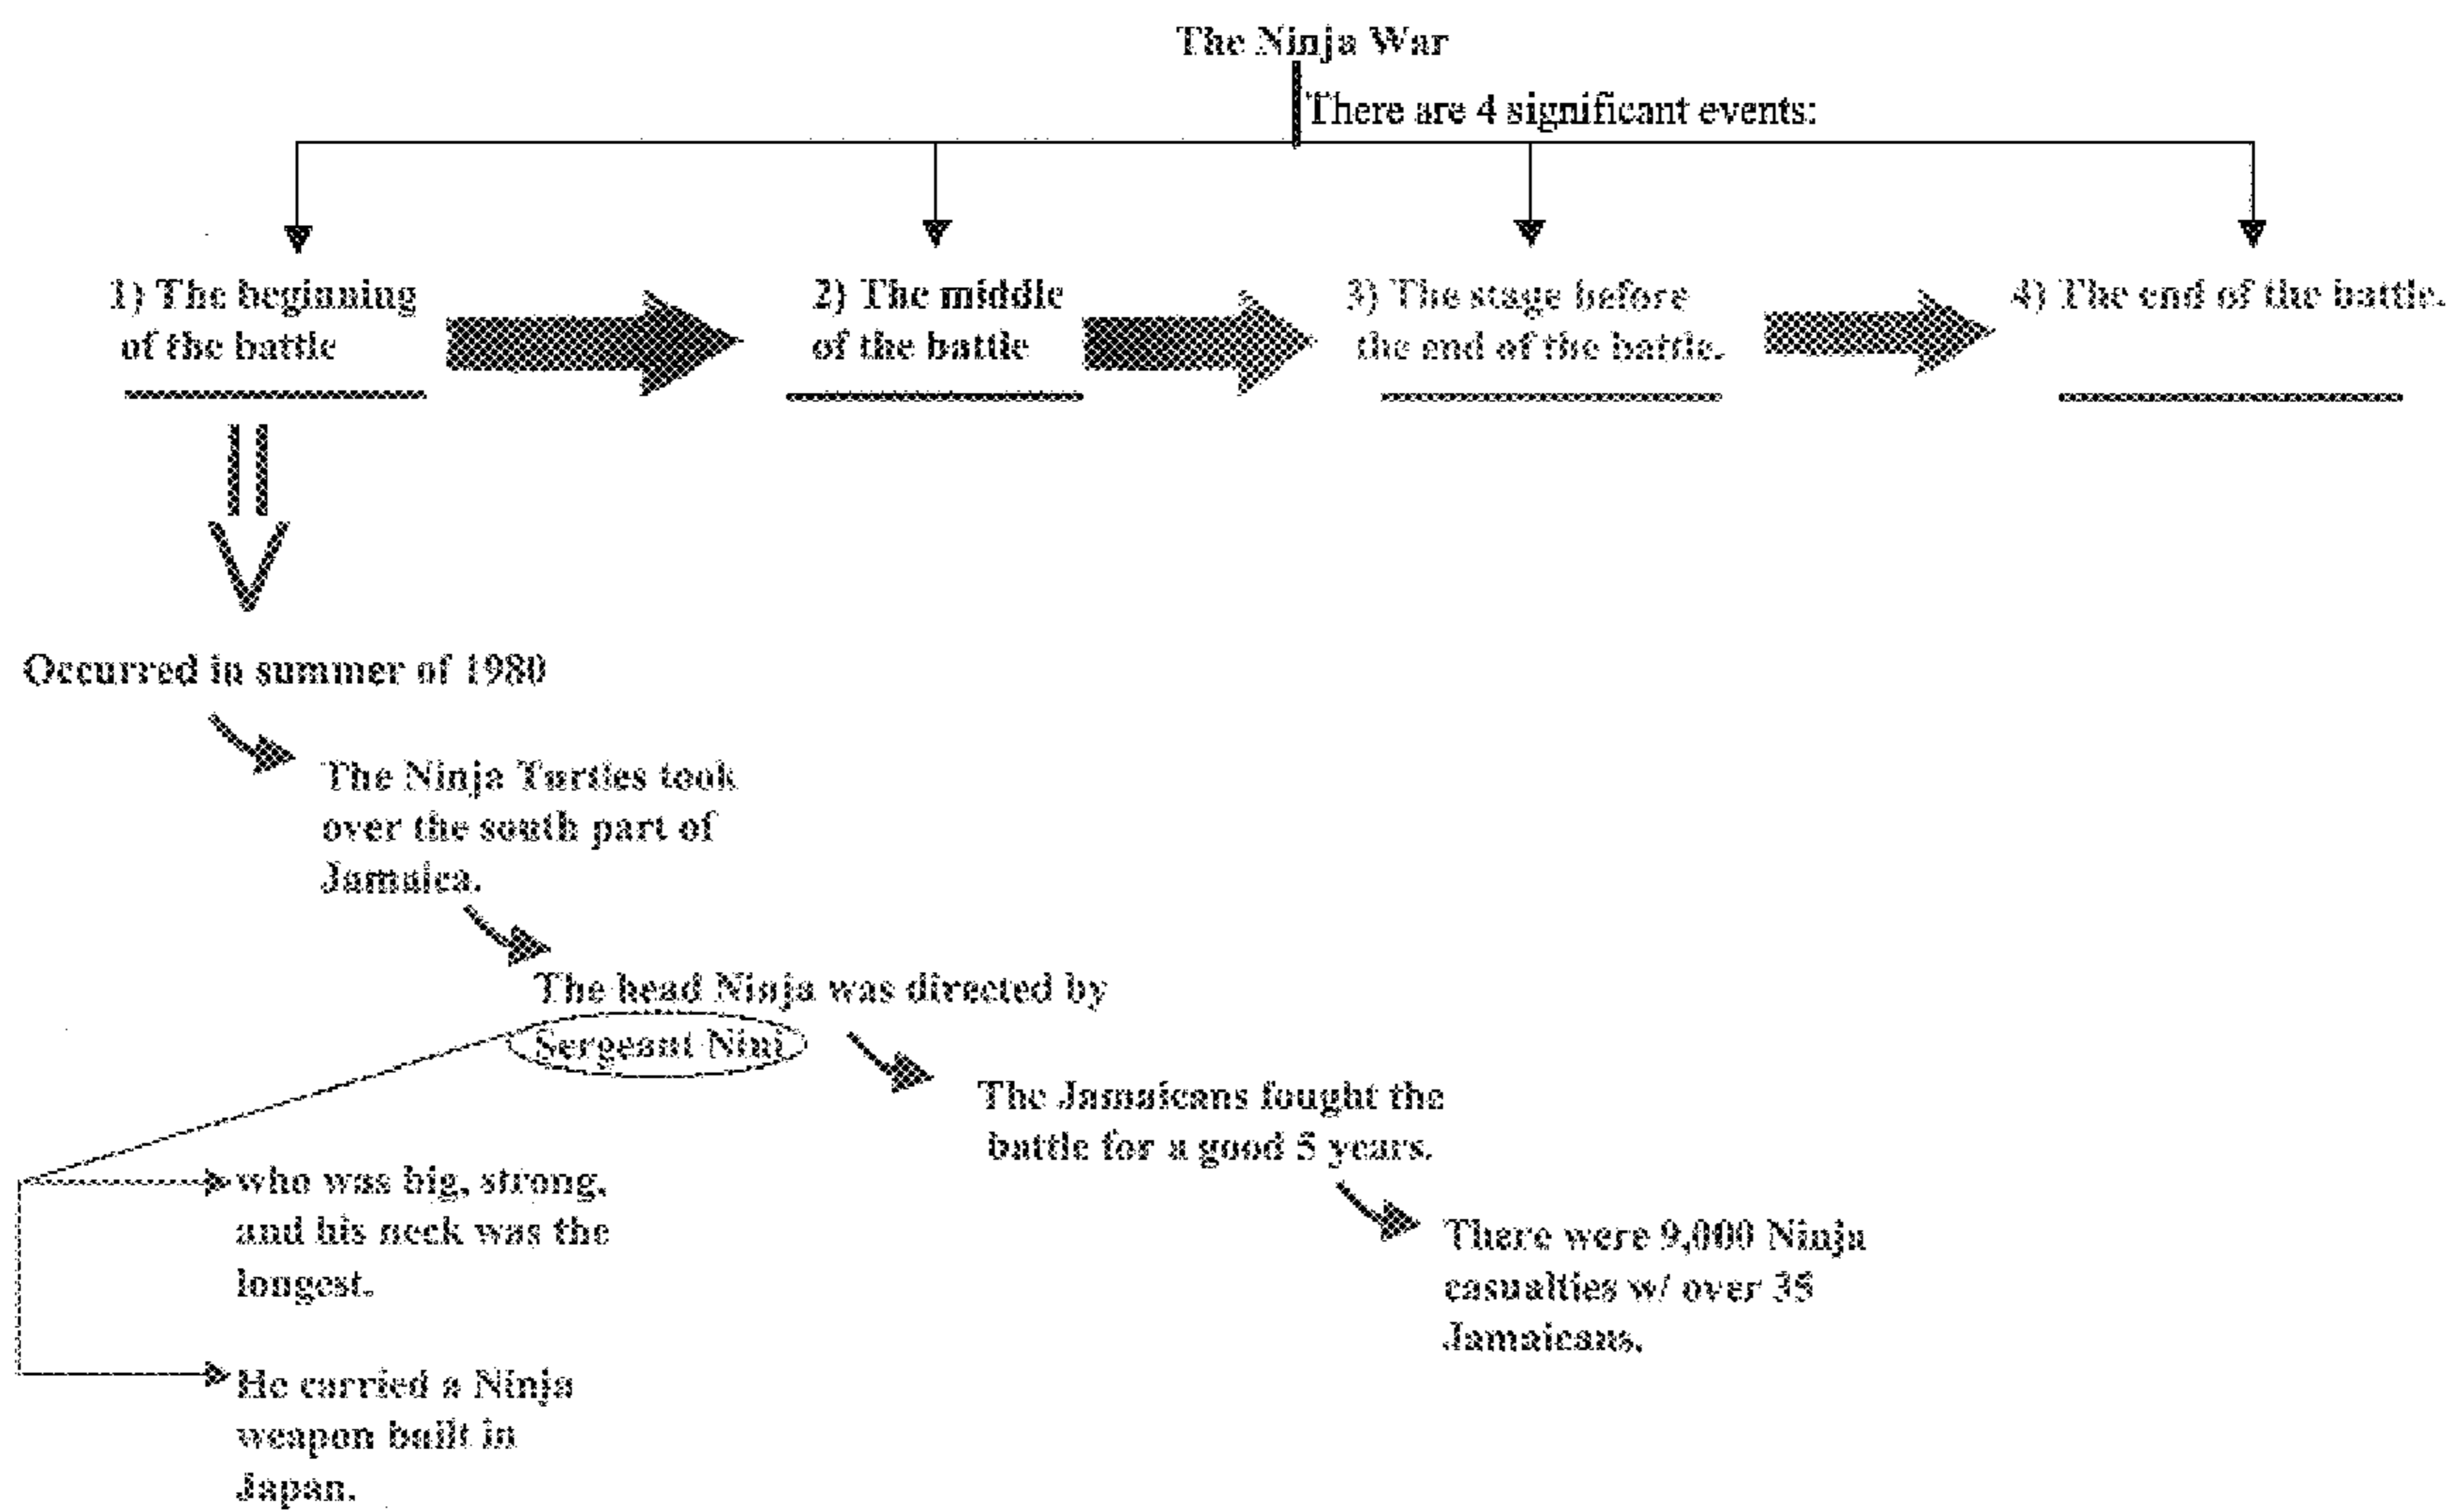 The Ninja War
There are 4 significant events:
1) The beginning
of the battle
2) The middle
of the battle
3) The stage before
the end of the battle.
4) The end of the battle.
Occurred in summer of 1980
The Ninja Turtles took
over the south part of
Jamaica.
The head Ninja was directed by
Sergeant Nini
who was big, strong,
and his neck was the
longest.
He carried a Ninja
weapon built in
Japan.
The Jamaicans fought the
battle for a good 5 years.
There were 9,000 Ninja
casualties w/ over 35
Jamaicans.